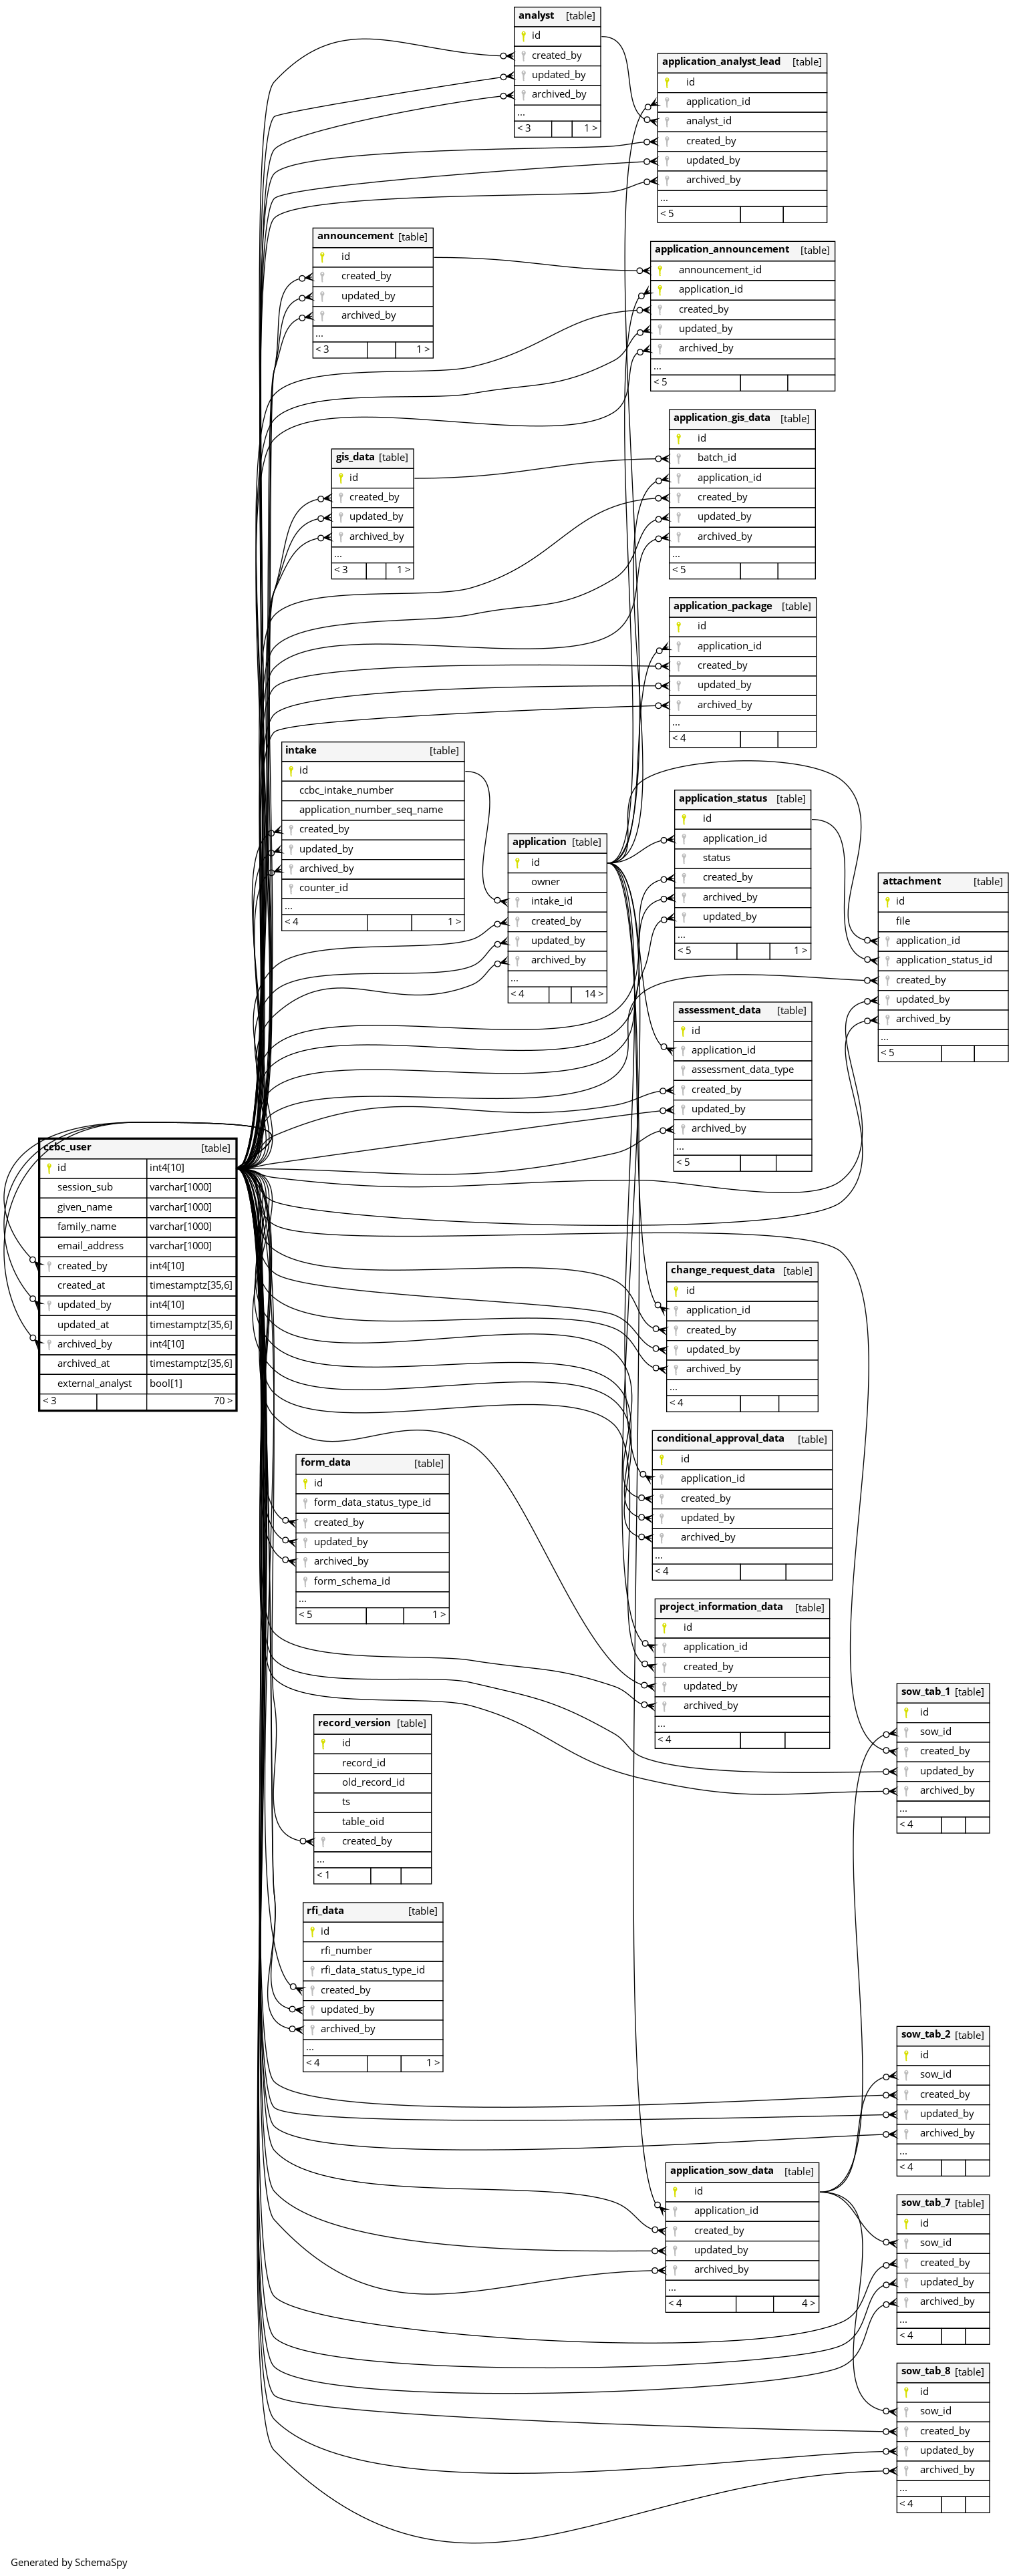 analyst [table]
id
created_by
updated_by
archived_by
...
< 3 1 >
application_analyst_lead [table]
id
application_id
analyst_id
created_by
updated_by
archived_by
...
< 5
announcement [table]
id
created_by
updated_by
archived_by
...
< 3 1 >
application_announcement [table]
announcement_id
application_id
created_by
updated_by
archived_by
...
< 5
application_gis_data [table]
id
batch_id
application_id
created_by
updated_by
archived_by
...
< 5
gis_data [table]
id
created_by
updated_by
archived_by
...
< 3 1 >
application_package [table]
id
application_id
created_by
updated_by
archived_by
...
< 4
intake [table]
id
ccbc_intake_number
application_number_seq_name
created_by
updated_by
archived_by
counter_id
...
< 4 1 >
application [table]
id
owner
intake_id
created_by
updated_by
archived_by
...
< 4 14 >
application_status [table]
id
application_id
status
created_by
archived_by
updated_by
...
< 5 1 >
attachment [table]
id
file
application_id
application_status_id
created_by
updated_by
archived_by
...
< 5
assessment_data [table]
id
application_id
assessment_data_type
created_by
updated_by
archived_by
...
< 5
ccbc_user [table]
id int4[10]
session_sub varchar[1000]
given_name varchar[1000]
family_name varchar[1000]
email_address varchar[1000]
created_by int4[10]
created_at timestamptz[35,6]
updated_by int4[10]
updated_at timestamptz[35,6]
archived_by int4[10]
archived_at timestamptz[35,6]
external_analyst bool[1]
< 3 70 >
change_request_data [table]
id
application_id
created_by
updated_by
archived_by
...
< 4
conditional_approval_data [table]
id
application_id
created_by
updated_by
archived_by
...
< 4
form_data [table]
id
form_data_status_type_id
created_by
updated_by
archived_by
form_schema_id
...
< 5 1 >
project_information_data [table]
id
application_id
created_by
updated_by
archived_by
...
< 4
sow_tab_1 [table]
id
sow_id
created_by
updated_by
archived_by
...
< 4
record_version [table]
id
record_id
old_record_id
ts
table_oid
created_by
...
< 1
rfi_data [table]
id
rfi_number
rfi_data_status_type_id
created_by
updated_by
archived_by
...
< 4 1 >
sow_tab_2 [table]
id
sow_id
created_by
updated_by
archived_by
...
< 4
application_sow_data [table]
id
application_id
created_by
updated_by
archived_by
...
< 4 4 >
sow_tab_7 [table]
id
sow_id
created_by
updated_by
archived_by
...
< 4
sow_tab_8 [table]
id
sow_id
created_by
updated_by
archived_by
...
< 4
Generated by SchemaSpy